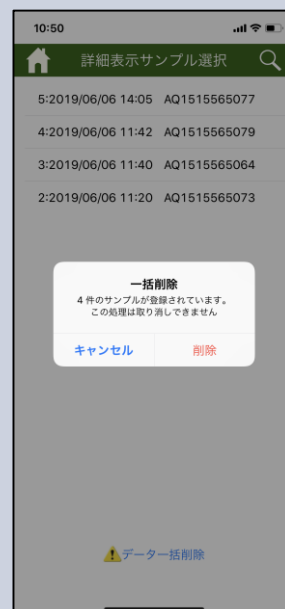 10:50
詳細表示サンプル選択
5:2019/06/06 14:05 AQ1515565077
4:2019/06/06 11:42 AQ1515565079
3:2019/06/06 11:40 AQ1515565064
2:2019/06/06 11:20 AQ1515565073
一括削除
4 件のサンプルが登録されています。
この処理は取り消しできません
キャンセル 削除
データ一括削除